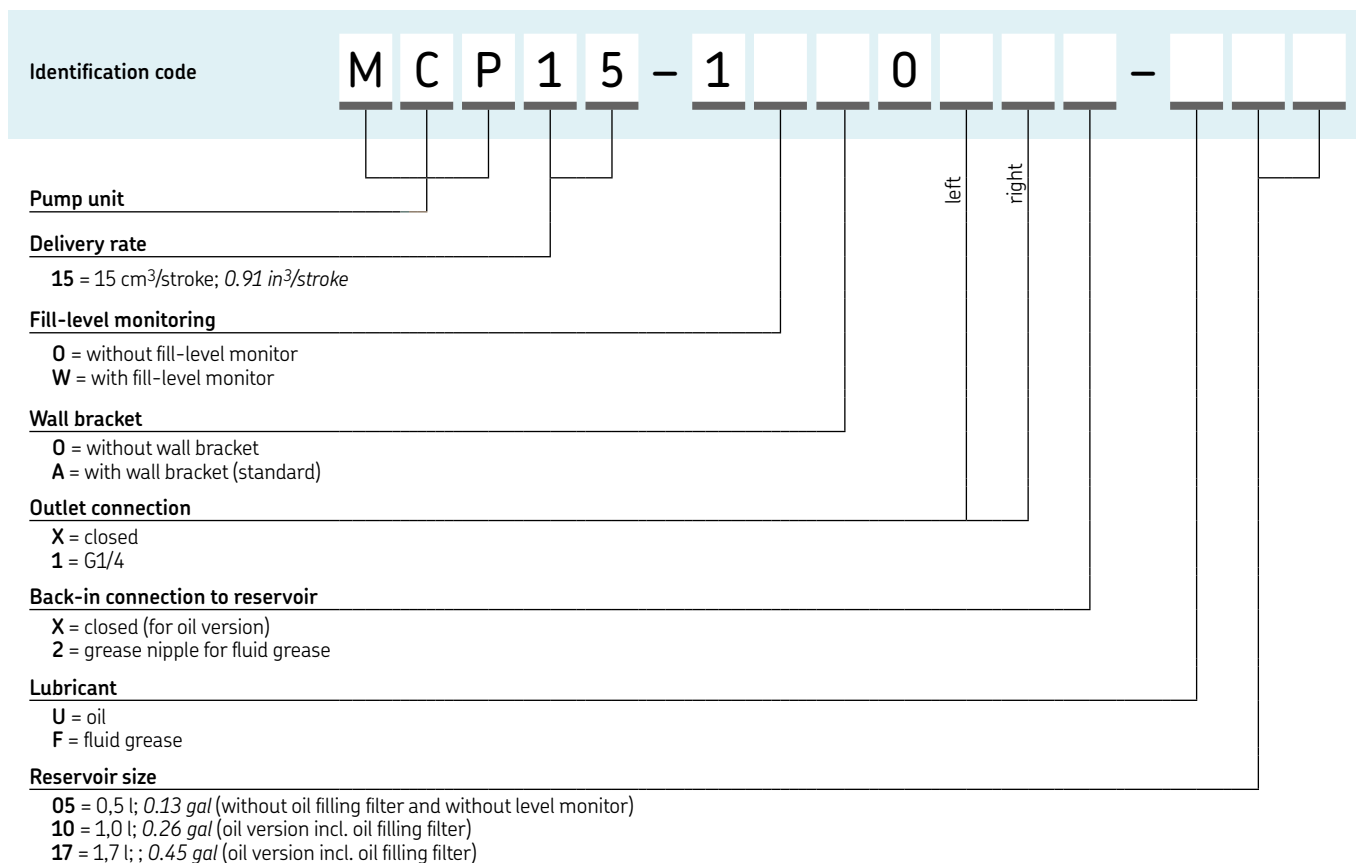 Identification code M C P 1 5 – 1 0 –
left right
Pump unit
Delivery rate
15 = 15 cm³/stroke; 0.91 in³/stroke
Fill-level monitoring
0 = without fill-level monitor
W = with fill-level monitor
Wall bracket
0 = without wall bracket
A = with wall bracket (standard)
Outlet connection
X = closed
1 = G1/4
Back-in connection to reservoir
X = closed (for oil version)
2 = grease nipple for fluid grease
Lubricant
U = oil
F = fluid grease
Reservoir size
05 = 0,5 l; 0.13 gal (without oil filling filter and without level monitor)
10 = 1,0 l; 0.26 gal (oil version incl. oil filling filter)
17 = 1,7 l; ; 0.45 gal (oil version incl. oil filling filter)